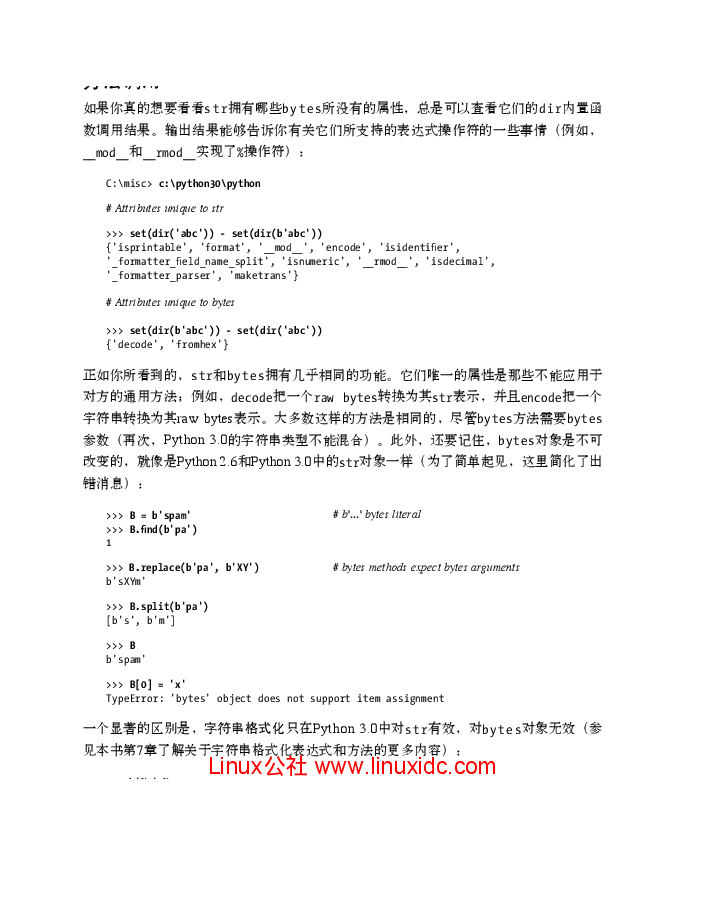 方法调用
如果你真的想要看看str拥有哪些bytes所没有的属性，总是可以查看它们的dir内置函
数调用结果。输出结果能够告诉你有关它们所支持的表达式操作符的一些事情（例如，
__mod__和__rmod__实现了%操作符）：
C:\misc> c:\python30\python
# Attributes unique to str
>>> set(dir('abc')) - set(dir(b'abc'))
{'isprintable', 'format', '__mod__', 'encode', 'isidentifier',
'_formatter_field_name_split', 'isnumeric', '__rmod__', 'isdecimal',
'_formatter_parser', 'maketrans'}
# Attributes unique to bytes
>>> set(dir(b'abc')) - set(dir('abc'))
{'decode', 'fromhex'}
正如你所看到的，str和bytes拥有几乎相同的功能。它们唯一的属性是那些不能应用于
对方的通用方法；例如，decode把一个raw bytes转换为其str表示，并且encode把一个
字符串转换为其raw bytes表示。大多数这样的方法是相同的，尽管bytes方法需要bytes
参数（再次，Python 3.0的字符串类型不能混合）。此外，还要记住，bytes对象是不可
改变的，就像是Python 2.6和Python 3.0中的str对象一样（为了简单起见，这里简化了出
错消息）：
>>> B = b'spam' # b'...' bytes literal
>>> B.find(b'pa')
1
>>> B.replace(b'pa', b'XY') # bytes methods expect bytes arguments
b'sXYm'
>>> B.split(b'pa')
[b's', b'm']
>>> B
b'spam'
>>> B[0] = 'x'
TypeError: 'bytes' object does not support item assignment
一个显著的区别是，字符串格式化只在Python 3.0中对str有效，对bytes对象无效（参
见本书第7章了解关于字符串格式化表达式和方法的更多内容）：
Linux公社 www.linuxidc.com